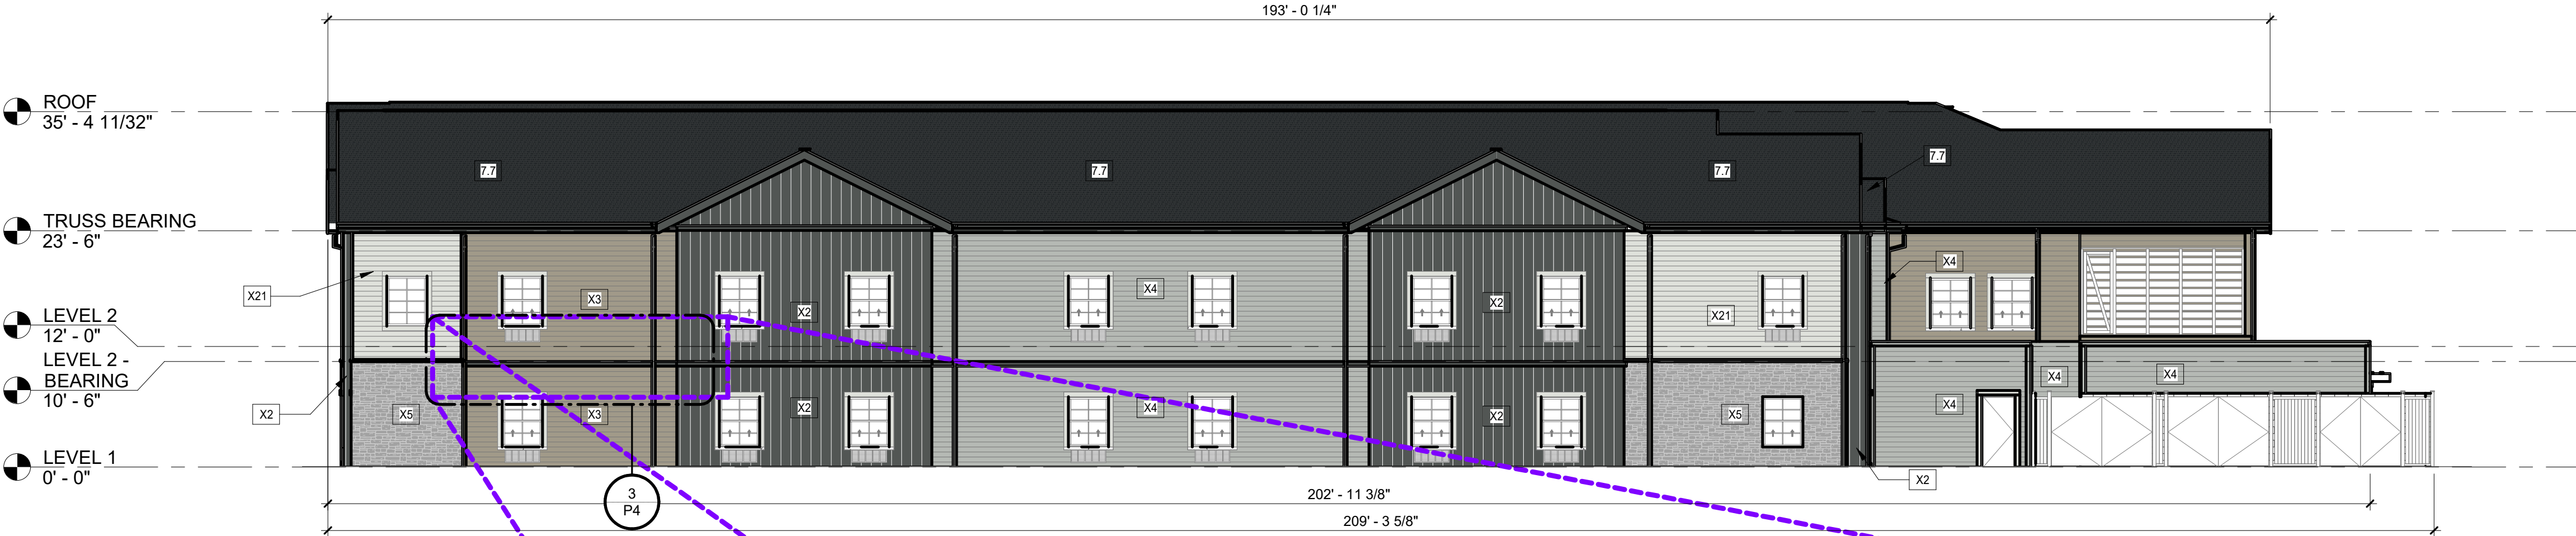 193' - 0 1/4"
ROOF
35' - 4 11/32"
7.7
7.7
7.7
7.7
TRUSS BEARING
23' - 6"
X21
X3
X2
X4
X2
X21
X4
LEVEL 2
12' - 0"
LEVEL 2 -
BEARING
10' - 6"
X2
X5
X3
X2
X4
X2
X5
X4
X4
X4
LEVEL 1
0' - 0"
X2
3
P4
202' - 11 3/8"
209' - 3 5/8"